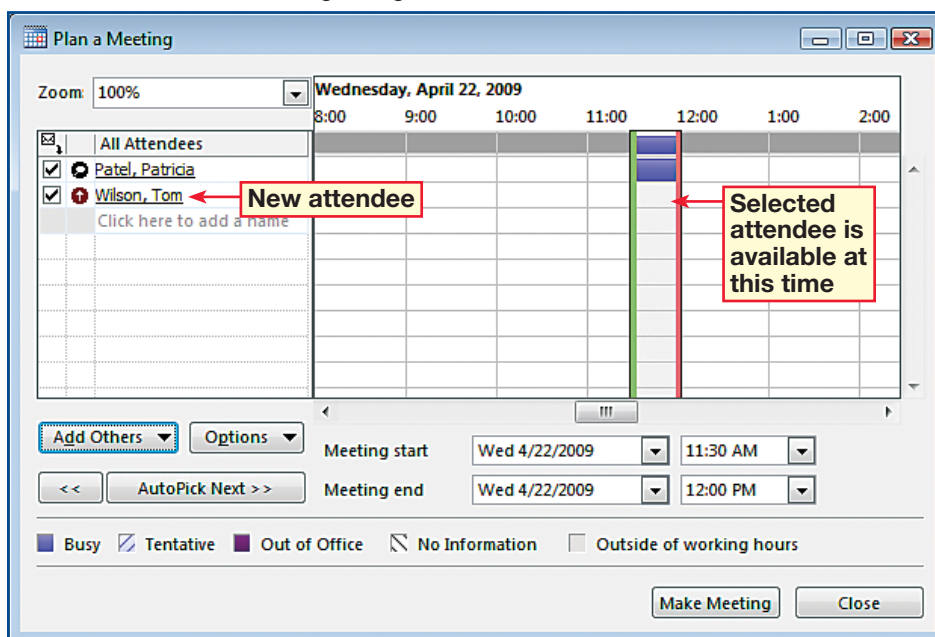 Plan a Meeting
Zoom: 100%
Wednesday, April 22, 2009
8:00 9:00 10:00 11:00 12:00 1:00 2:00
All Attendees
Patel, Patricia
Wilson, Tom
New attendee
Click here to add a name
Selected
attendee is
available at
this time
Add Others Options
Meeting start Wed 4/22/2009 11:30 AM
<< AutoPick Next >> Meeting end Wed 4/22/2009 12:00 PM
Busy Tentative Out of Office No Information Outside of working hours
Make Meeting Close